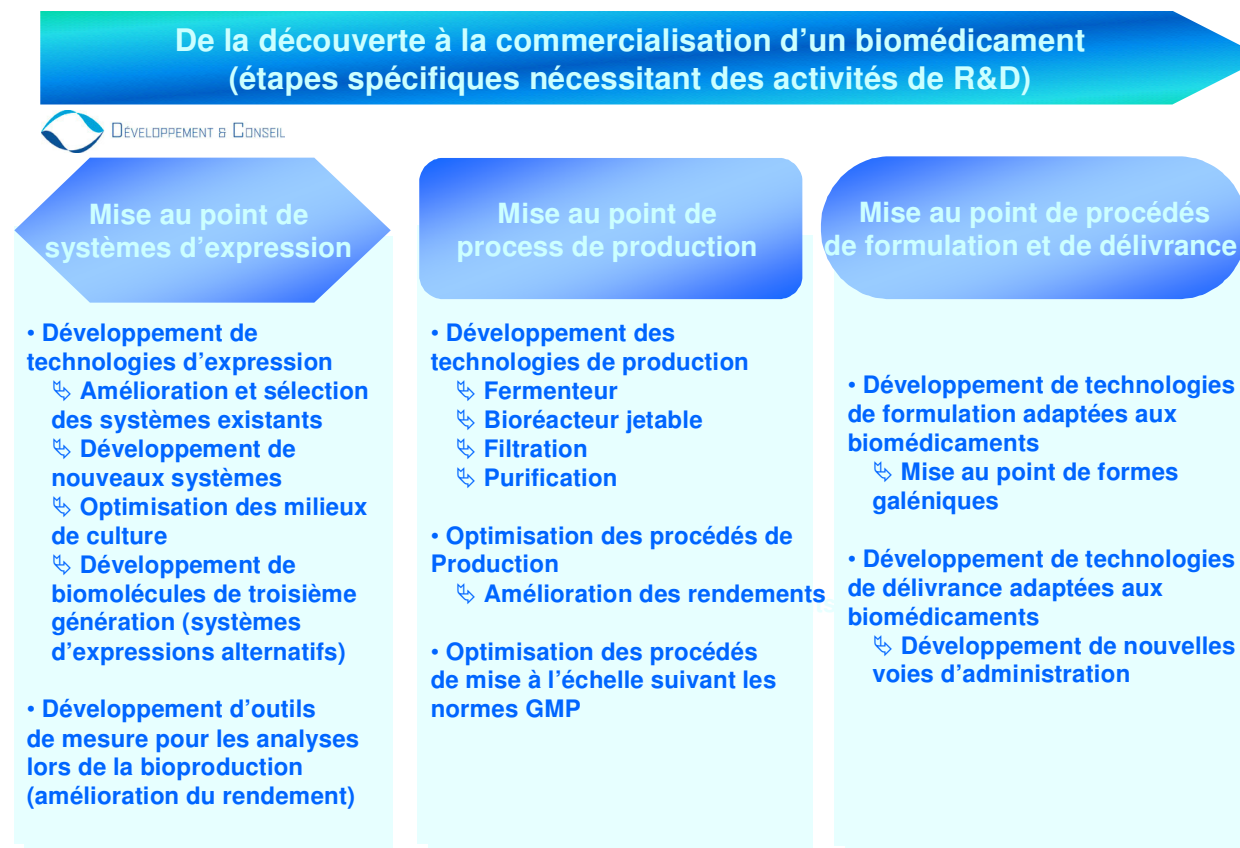 De la découverte à la commercialisation d'un biomédicament
(étapes spécifiques nécessitant des activités de R&D)
DÉVELOPPEMENT & CONSEIL
Mise au point de
systèmes d'expression
• Développement de
technologies d'expression
Amélioration et sélection
des systèmes existants
Développement de
nouveaux systèmes
Optimisation des milieux
de culture
Développement de
biomolécules de troisième
génération (systèmes
d'expressions alternatifs)
• Développement d'outils
de mesure pour les analyses
lors de la bioproduction
(amélioration du rendement)
Mise au point de
process de production
• Développement des
technologies de production
Fermenteur
Bioréacteur jetable
Filtration
Purification
• Optimisation des procédés de
Production
Amélioration des rendements
• Optimisation des procédés
de mise à l'échelle suivant les
normes GMP
Mise au point de procédés
de formulation et de délivrance
• Développement de technologies
de formulation adaptées aux
biomédicaments
Mise au point de formes
galéniques
• Développement de technologies
de délivrance adaptées aux
biomédicaments
Développement de nouvelles
voies d'administration